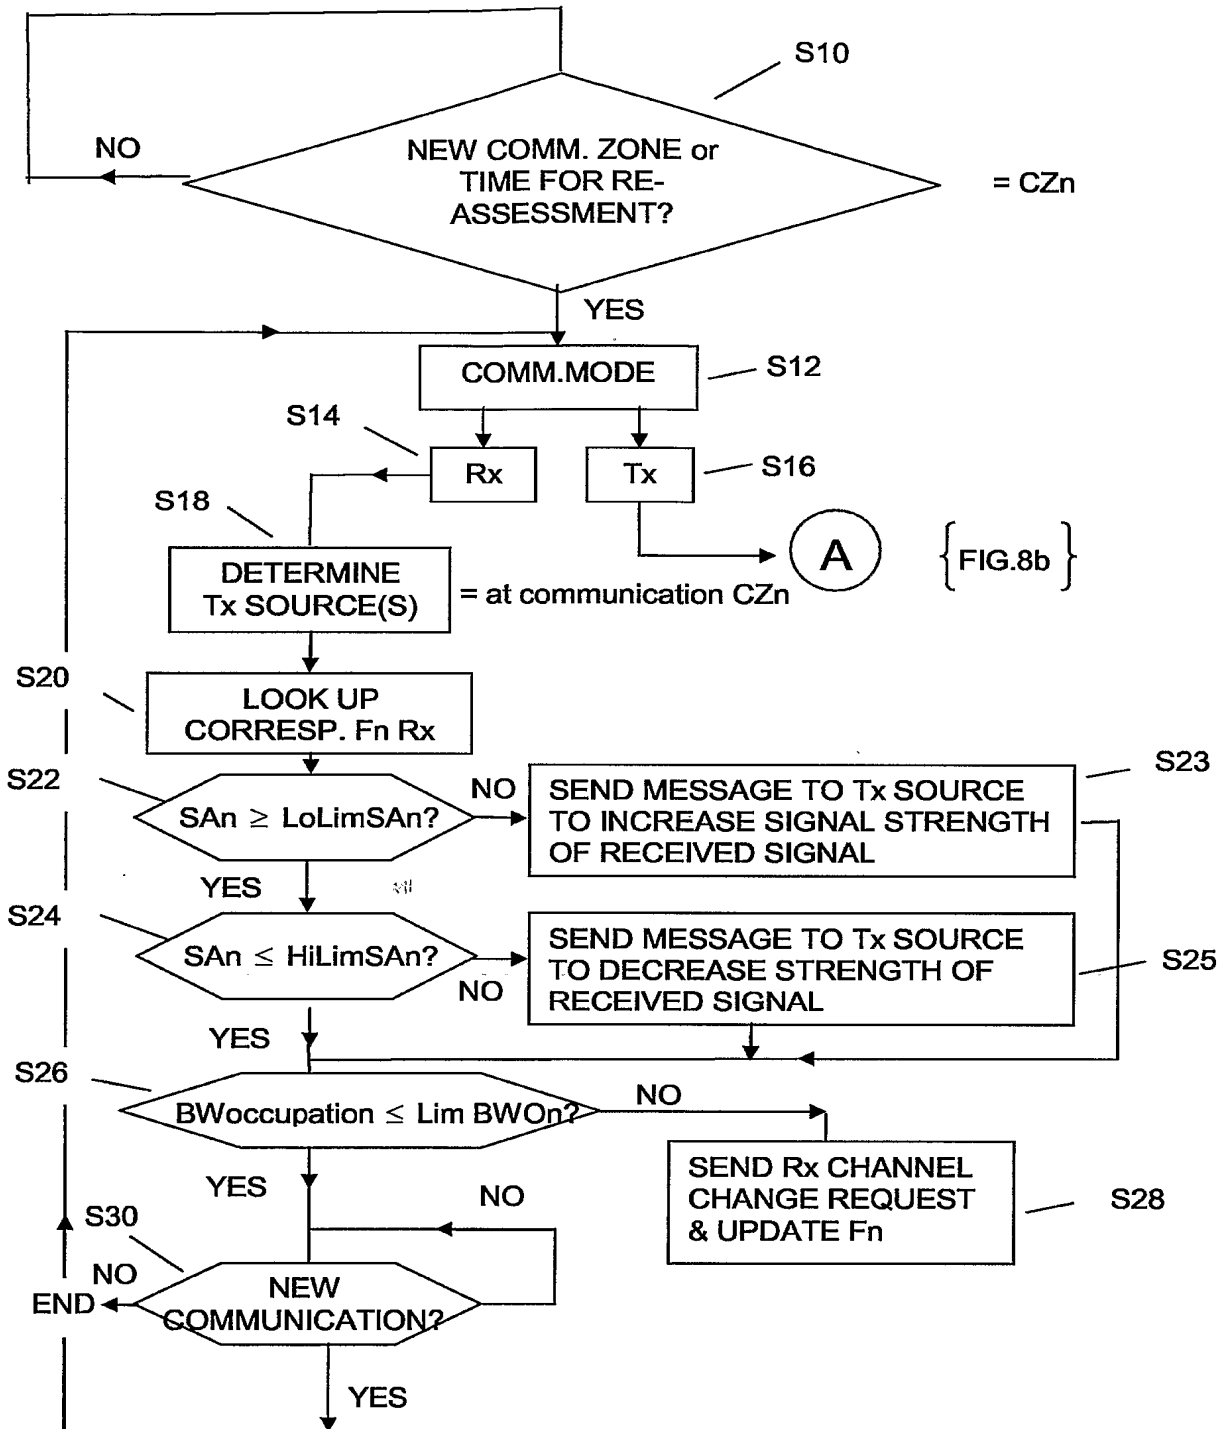 S10
NO
NEW COMM. ZONE or
TIME FOR RE-
ASSESSMENT?
= CZn
YES
COMM.MODE
S12
S14
Rx
Tx
S16
S18
A
{FIG.8b}
DETERMINE
Tx SOURCE(S)
= at communication CZn
S20
LOOK UP
CORRESP. Fn Rx
S22
SAn ≥ LoLimSAn?
NO
SEND MESSAGE TO Tx SOURCE
TO INCREASE SIGNAL STRENGTH
OF RECEIVED SIGNAL
S23
YES
S24
SAn ≤ HiLimSAn?
NO
SEND MESSAGE TO Tx SOURCE
TO DECREASE STRENGTH OF
RECEIVED SIGNAL
S25
YES
S26
BWoccupation ≤ Lim BWOn?
NO
SEND Rx CHANNEL
CHANGE REQUEST
& UPDATE Fn
S28
YES
NO
S30
NO
END
NEW
COMMUNICATION?
YES